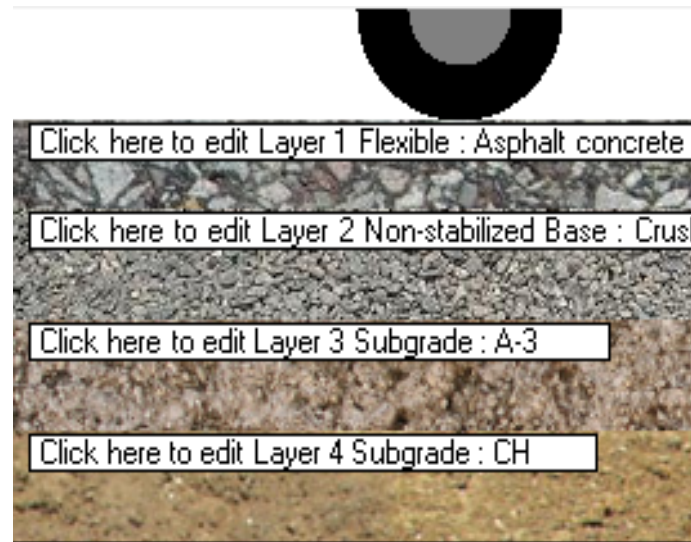 Click here to edit Layer 1 Flexible : Asphalt concrete
Click here to edit Layer 2 Non-stabilized Base : Crus
Click here to edit Layer 3 Subgrade : A-3
Click here to edit Layer 4 Subgrade : CH